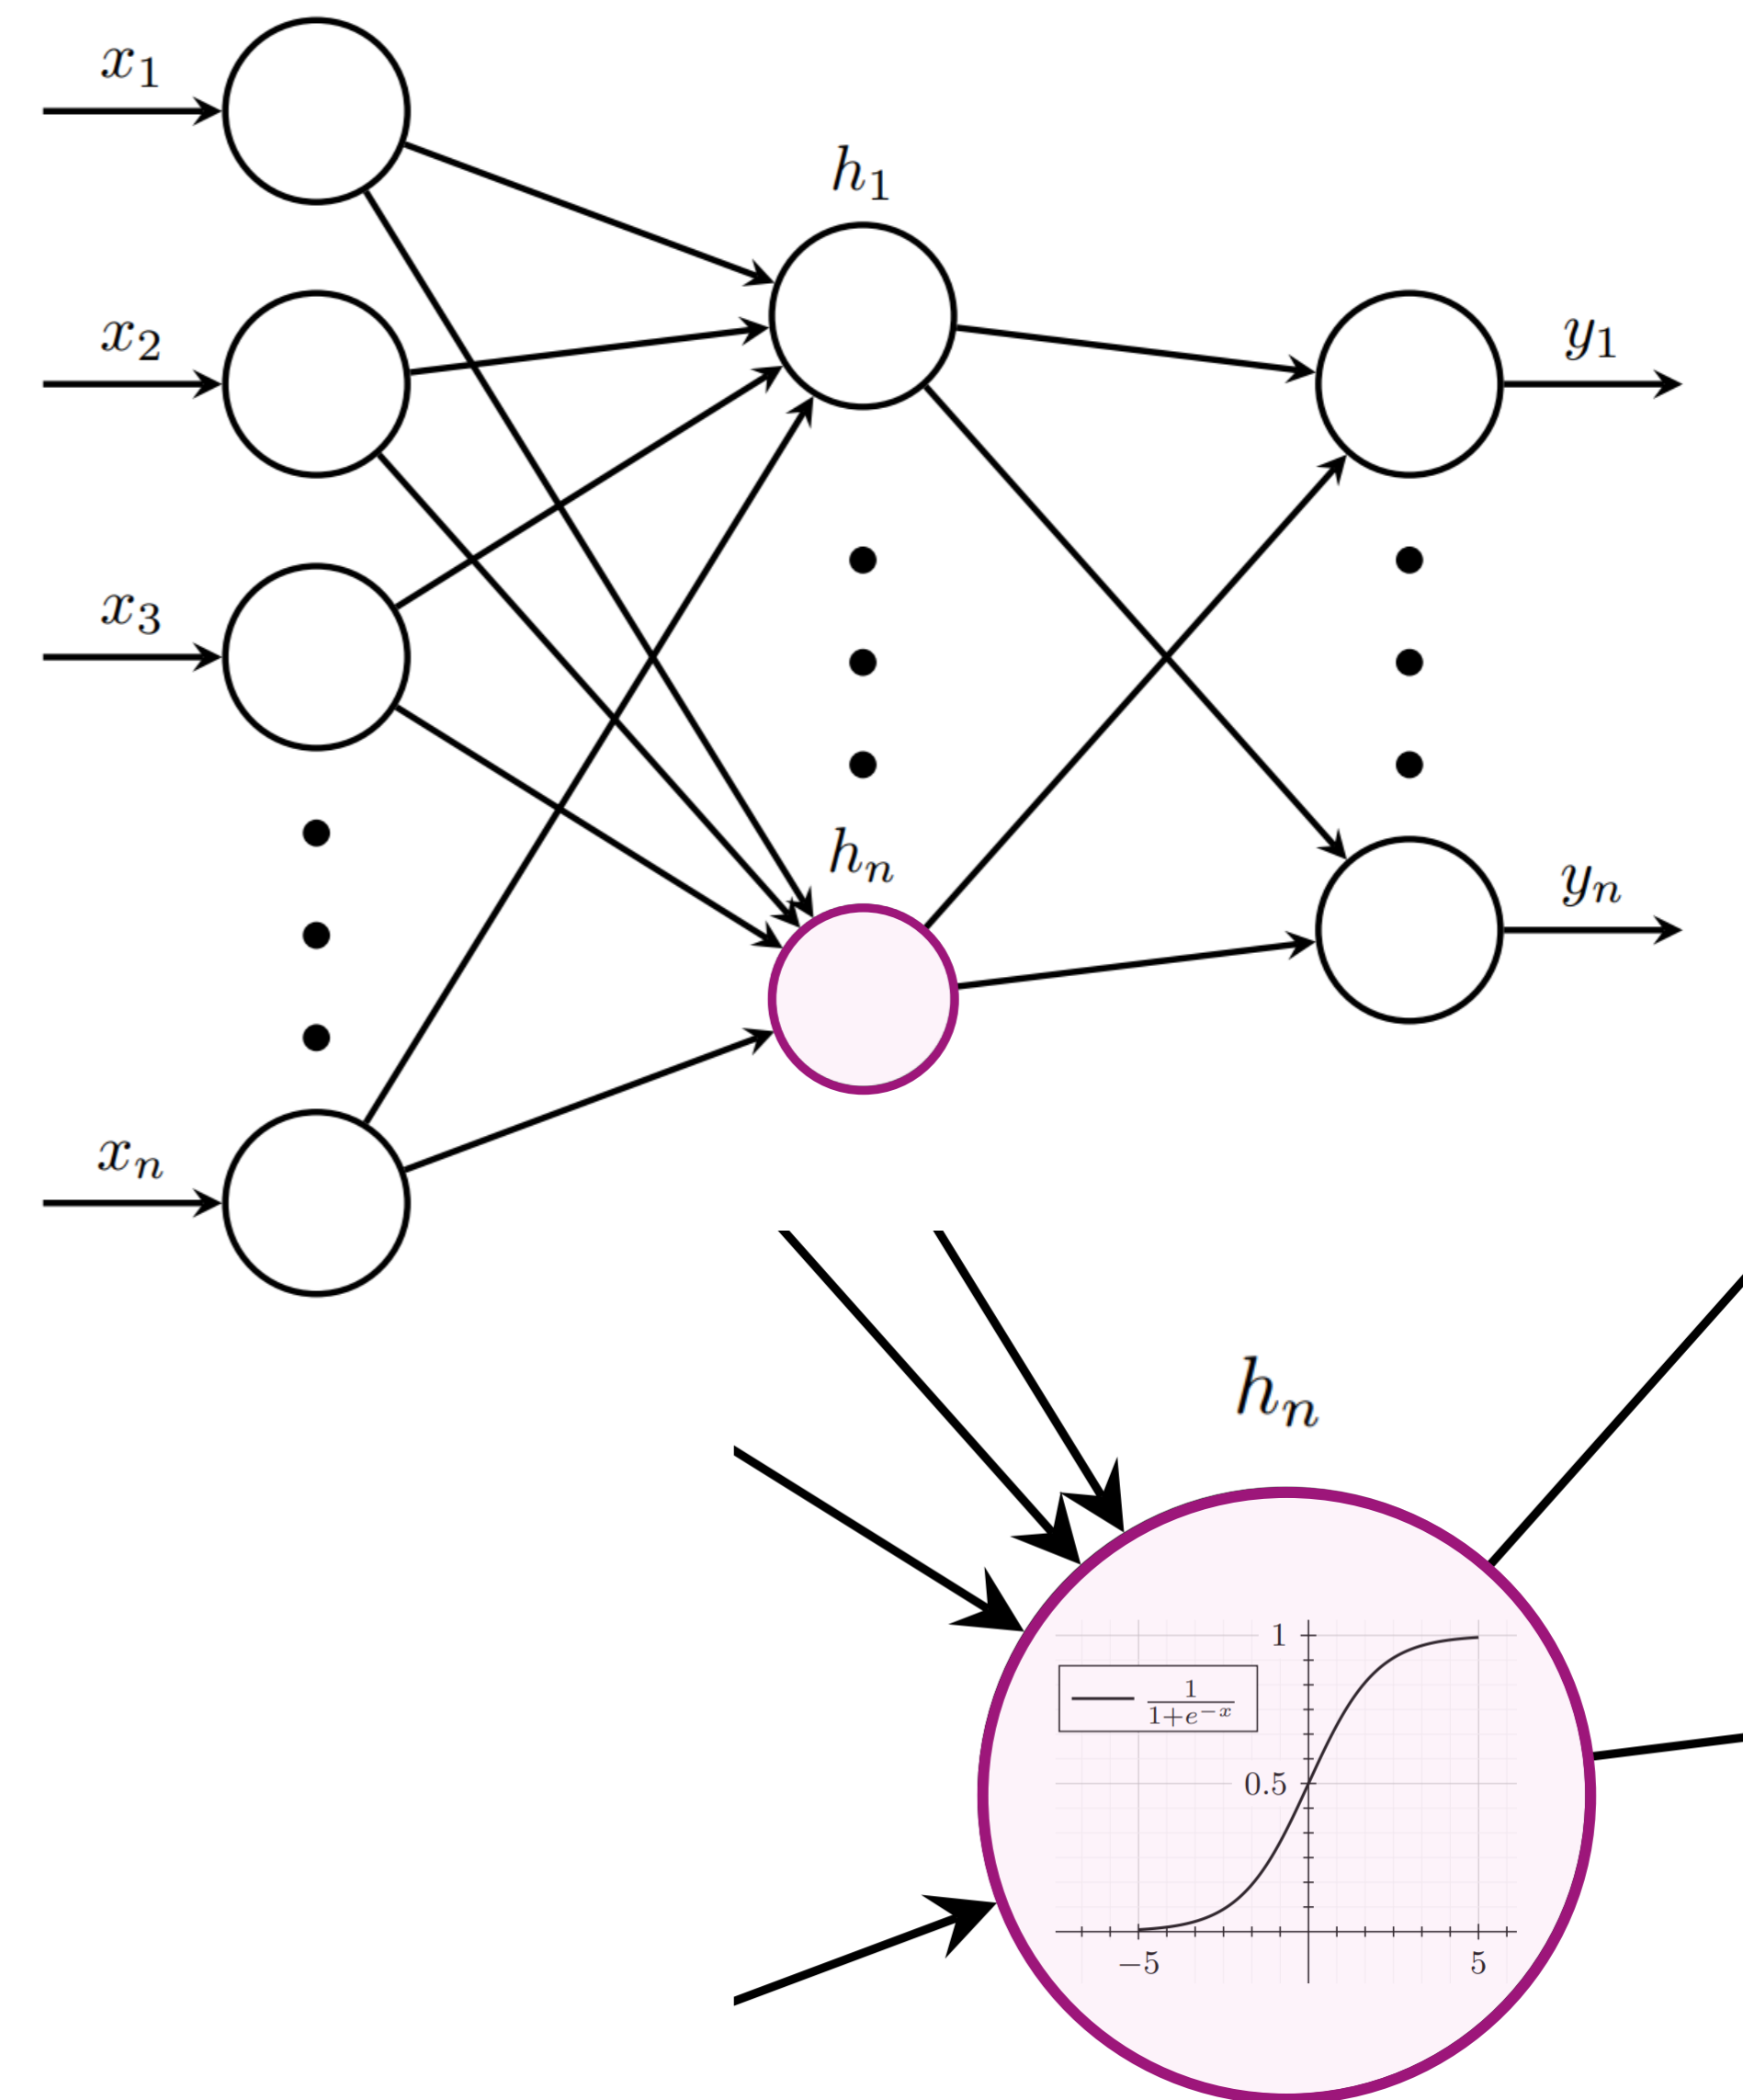 x₁
h₁
x₂
y₁
x₃
hₙ
yₙ
xₙ
hₙ
1
1/(1+e⁻ˣ)
0.5
−5
5